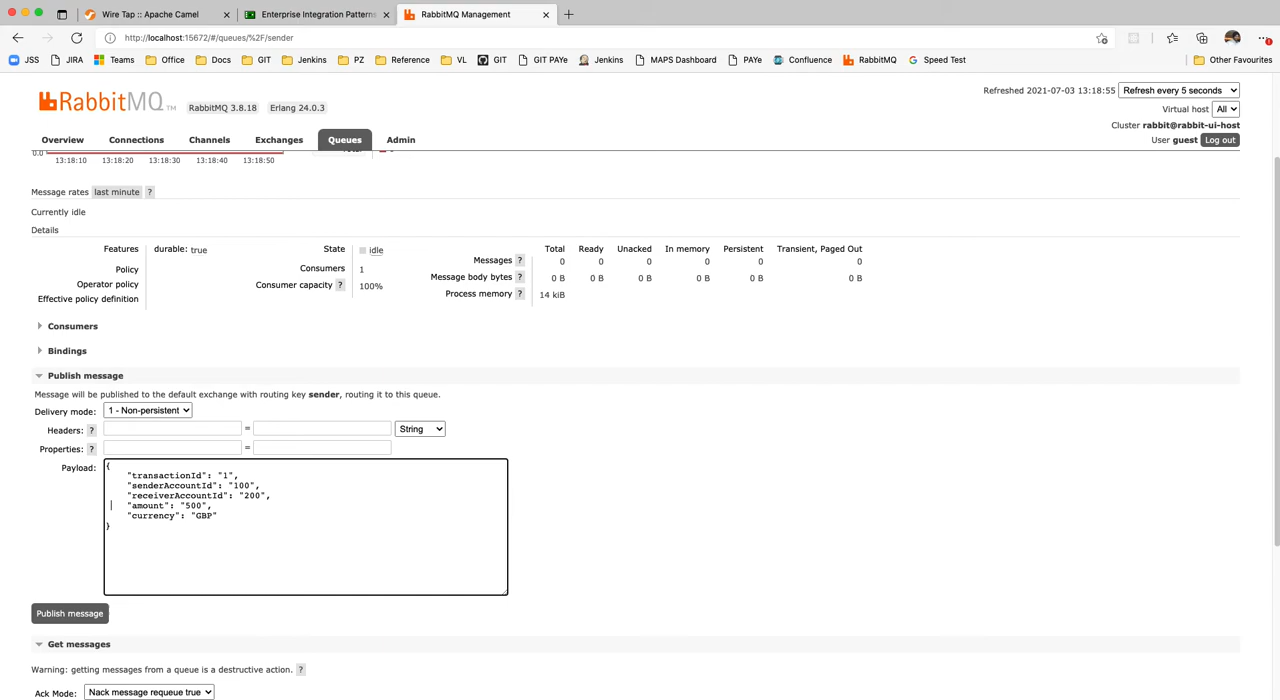 Wire Tap :: Apache Camel
Enterprise Integration Patterns
RabbitMQ Management
http://localhost:15672/#/queues/%2F/sender
JSS JIRA Teams Office Docs GIT Jenkins PZ Reference VL GIT GIT PAYe Jenkins MAPS Dashboard PAYe Confluence RabbitMQ Speed Test Other Favourites
RabbitMQ TM RabbitMQ 3.8.18 Erlang 24.0.3
Refreshed 2021-07-03 13:18:55 Refresh every 5 seconds
Virtual host All
Cluster rabbit@rabbit-ui-host
User guest Log out
Overview Connections Channels Exchanges Queues Admin
0.0
13:18:10 13:18:20 13:18:30 13:18:40 13:18:50
Message rates last minute ?
Currently idle
Details
Features durable: true
Policy
Operator policy
Effective policy definition
State idle
Consumers 1
Consumer capacity ? 100%
Total Ready Unacked In memory Persistent Transient, Paged Out
Messages ? 0 0 0 0 0 0
Message body bytes ? 0 B 0 B 0 B 0 B 0 B 0 B
Process memory ? 14 kiB
Consumers
Bindings
Publish message
Message will be published to the default exchange with routing key sender, routing it to this queue.
Delivery mode: 1 - Non-persistent
Headers: ? = String
Properties: ? =
Payload:
{
"transactionId": "1",
"senderAccountId": "100",
"receiverAccountId": "200",
"amount": "500",
"currency": "GBP"
}
Publish message
Get messages
Warning: getting messages from a queue is a destructive action. ?
Ack Mode: Nack message requeue true